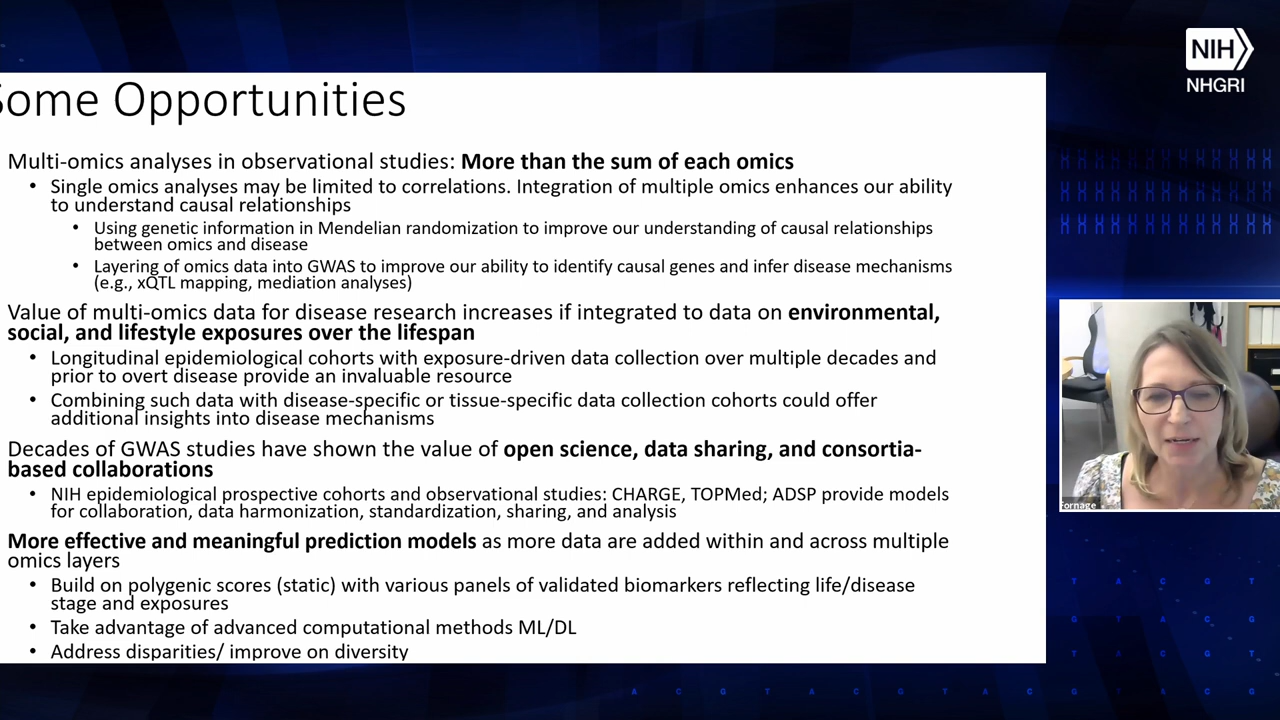 NIH
NHGRI
Some Opportunities
Multi-omics analyses in observational studies: More than the sum of each omics
• Single omics analyses may be limited to correlations. Integration of multiple omics enhances our ability
to understand causal relationships
• Using genetic information in Mendelian randomization to improve our understanding of causal relationships
between omics and disease
• Layering of omics data into GWAS to improve our ability to identify causal genes and infer disease mechanisms
(e.g., xQTL mapping, mediation analyses)
Value of multi-omics data for disease research increases if integrated to data on environmental,
social, and lifestyle exposures over the lifespan
• Longitudinal epidemiological cohorts with exposure-driven data collection over multiple decades and
prior to overt disease provide an invaluable resource
• Combining such data with disease-specific or tissue-specific data collection cohorts could offer
additional insights into disease mechanisms
Decades of GWAS studies have shown the value of open science, data sharing, and consortia-
based collaborations
• NIH epidemiological prospective cohorts and observational studies: CHARGE, TOPMed; ADSP provide models
for collaboration, data harmonization, standardization, sharing, and analysis
More effective and meaningful prediction models as more data are added within and across multiple
omics layers
• Build on polygenic scores (static) with various panels of validated biomarkers reflecting life/disease
stage and exposures
• Take advantage of advanced computational methods ML/DL
• Address disparities/ improve on diversity
ornage
T A C G T
G T A C G
T A C G T
A C G T A C G T A C G T A C G